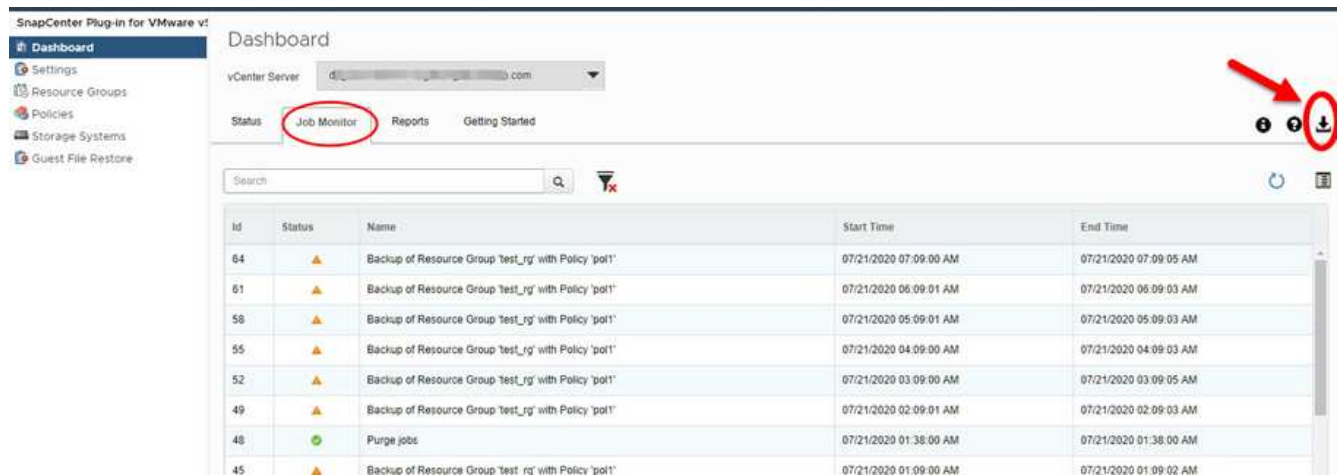 SnapCenter Plug-in for VMware vS
Dashboard
Settings
Resource Groups
Policies
Storage Systems
Guest File Restore
Dashboard
vCenter Server .com
Status Job Monitor Reports Getting Started
Search
Id Status Name Start Time End Time
64 Backup of Resource Group 'test_rg' with Policy 'pol1' 07/21/2020 07:09:00 AM 07/21/2020 07:09:05 AM
61 Backup of Resource Group 'test_rg' with Policy 'pol1' 07/21/2020 06:09:01 AM 07/21/2020 06:09:03 AM
58 Backup of Resource Group 'test_rg' with Policy 'pol1' 07/21/2020 05:09:01 AM 07/21/2020 05:09:03 AM
55 Backup of Resource Group 'test_rg' with Policy 'pol1' 07/21/2020 04:09:00 AM 07/21/2020 04:09:03 AM
52 Backup of Resource Group 'test_rg' with Policy 'pol1' 07/21/2020 03:09:00 AM 07/21/2020 03:09:05 AM
49 Backup of Resource Group 'test_rg' with Policy 'pol1' 07/21/2020 02:09:01 AM 07/21/2020 02:09:03 AM
48 Purge jobs 07/21/2020 01:38:00 AM 07/21/2020 01:38:00 AM
45 Backup of Resource Group 'test_rg' with Policy 'pol1' 07/21/2020 01:09:00 AM 07/21/2020 01:09:02 AM